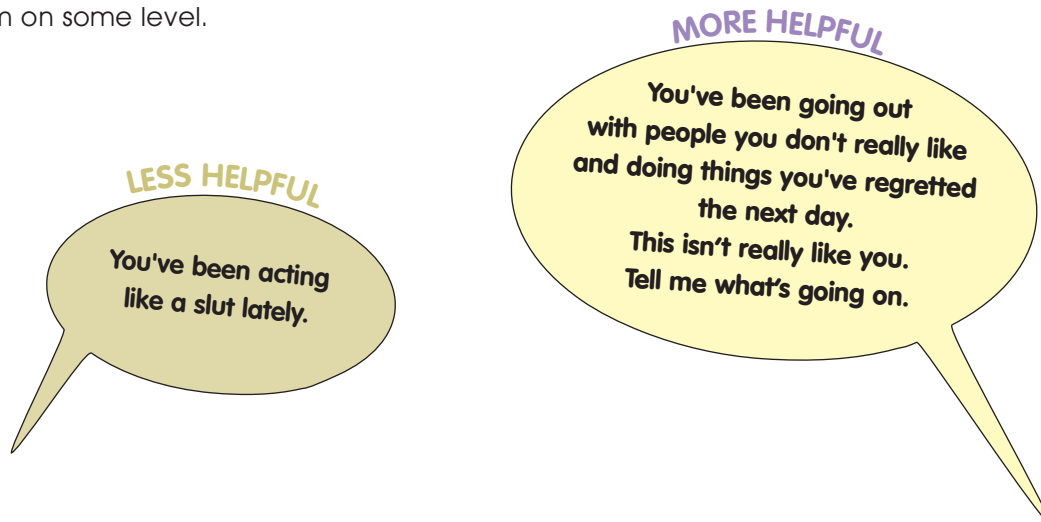 m on some level.
MORE HELPFUL
You've been going out
with people you don't really like
and doing things you've regretted
the next day.
This isn't really like you.
Tell me what's going on.
LESS HELPFUL
You've been acting
like a slut lately.